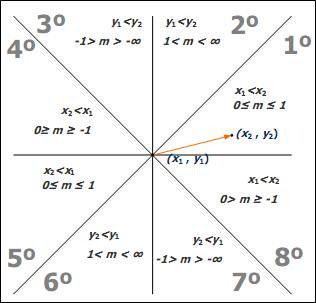 3º
y₁<y₂
-1> m > -∞
y₁<y₂
1< m < ∞
2º
4º
1º
x₂<x₁
0≥ m ≥ -1
x₁<x₂
0≤ m ≤ 1
(x₂ , y₂)
(x₁ , y₁)
x₂<x₁
0≤ m ≤ 1
x₁<x₂
0> m ≥ -1
y₂<y₁
1< m < ∞
y₂<y₁
-1> m > -∞
5º
8º
6º
7º